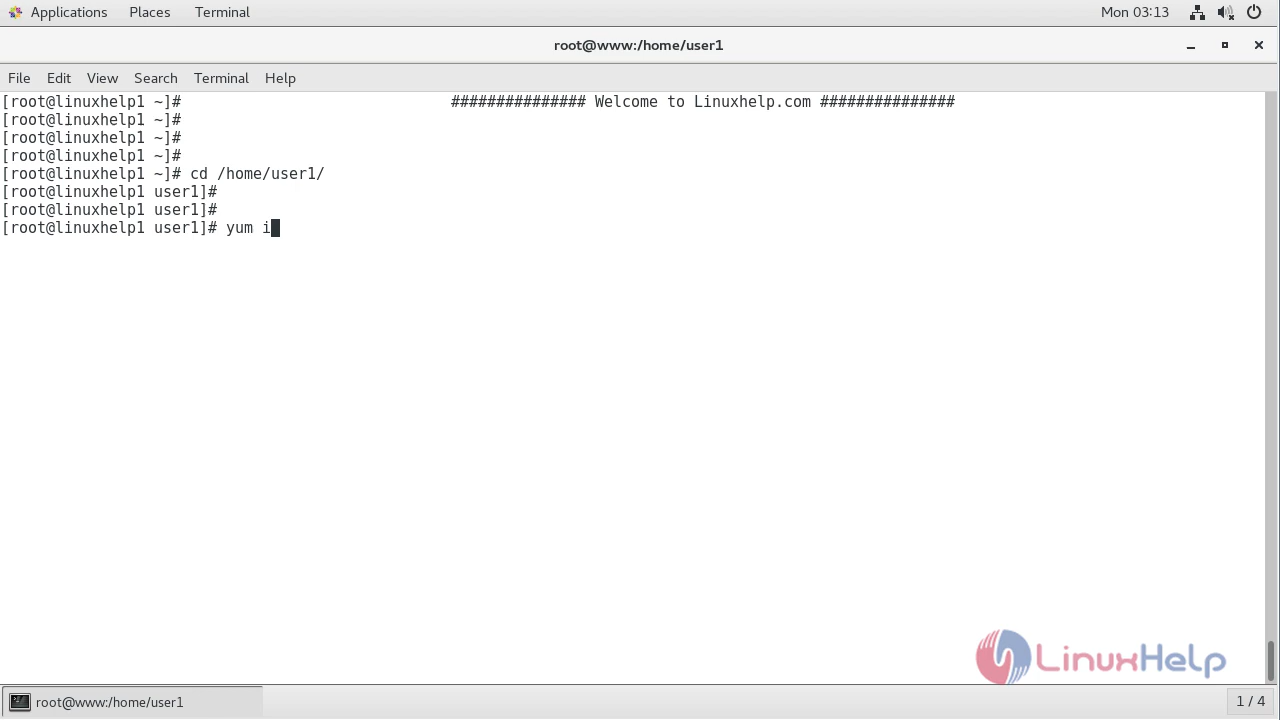 Applications Places Terminal Mon 03:13
root@www:/home/user1
File Edit View Search Terminal Help
[root@linuxhelp1 ~]# ############### Welcome to Linuxhelp.com ###############
[root@linuxhelp1 ~]#
[root@linuxhelp1 ~]#
[root@linuxhelp1 ~]#
[root@linuxhelp1 ~]# cd /home/user1/
[root@linuxhelp1 user1]#
[root@linuxhelp1 user1]#
[root@linuxhelp1 user1]# yum i
LinuxHelp
root@www:/home/user1 1 / 4